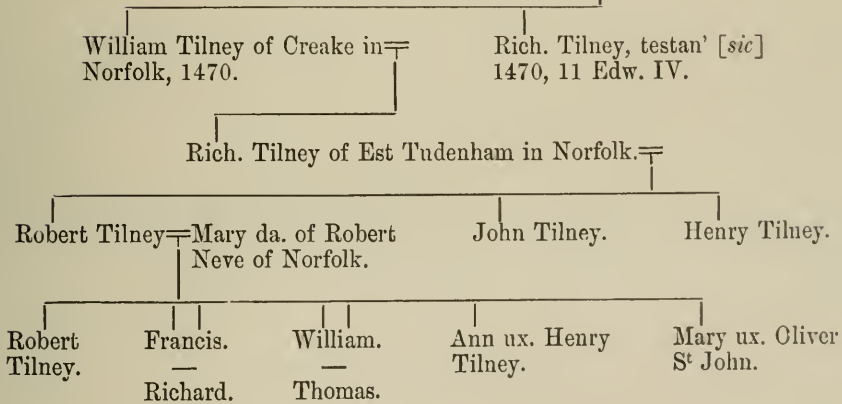 William Tilney of Creake in Rich. Tilney, testan' [sic]
Norfolk, 1470. 1470, 11 Edw. IV.
Rich. Tilney of Est Tudenham in Norfolk.
Robert Tilney Mary da. of Robert John Tilney. Henry Tilney.
Neve of Norfolk.
Robert Francis. William. Ann ux. Henry Mary ux. Oliver
Tilney. — — Tilney. St John.
Richard. Thomas.